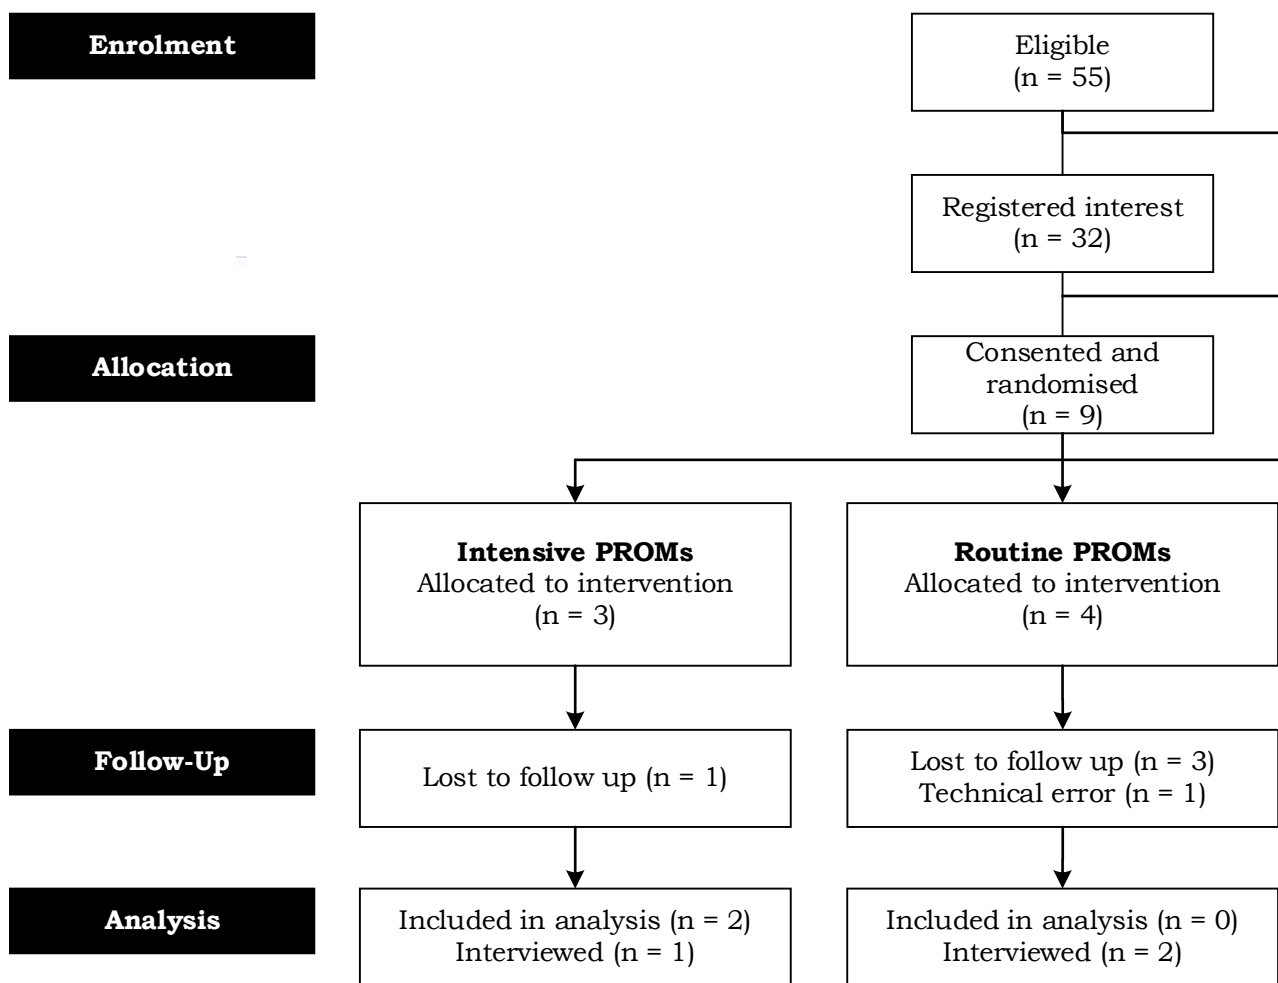 Enrolment
Eligible
(n = 55)
Registered interest
(n = 32)
Allocation
Consented and
randomised
(n = 9)
Intensive PROMs
Allocated to intervention
(n = 3)
Routine PROMs
Allocated to intervention
(n = 4)
Follow-Up
Lost to follow up (n = 1)
Lost to follow up (n = 3)
Technical error (n = 1)
Analysis
Included in analysis (n = 2)
Interviewed (n = 1)
Included in analysis (n = 0)
Interviewed (n = 2)